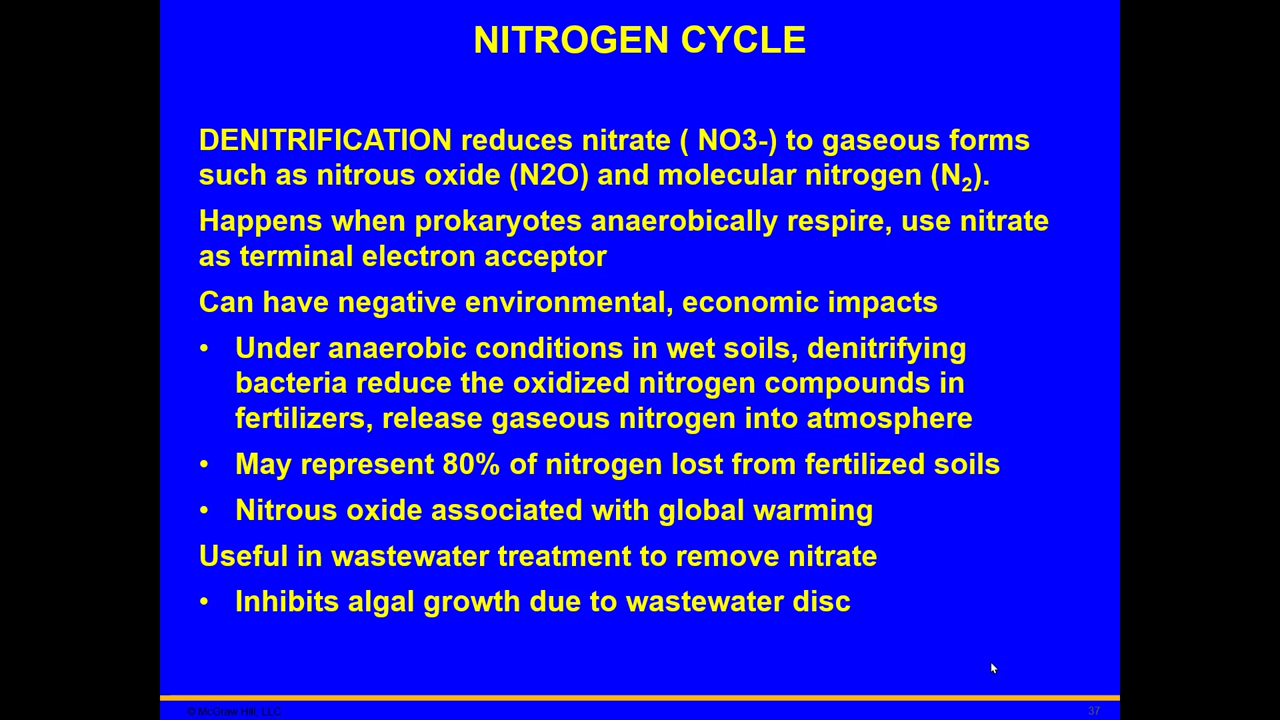 NITROGEN CYCLE
DENITRIFICATION reduces nitrate ( NO3-) to gaseous forms
such as nitrous oxide (N2O) and molecular nitrogen (N₂).
Happens when prokaryotes anaerobically respire, use nitrate
as terminal electron acceptor
Can have negative environmental, economic impacts
• Under anaerobic conditions in wet soils, denitrifying
bacteria reduce the oxidized nitrogen compounds in
fertilizers, release gaseous nitrogen into atmosphere
• May represent 80% of nitrogen lost from fertilized soils
• Nitrous oxide associated with global warming
Useful in wastewater treatment to remove nitrate
• Inhibits algal growth due to wastewater disc
© McGraw Hill, LLC
37